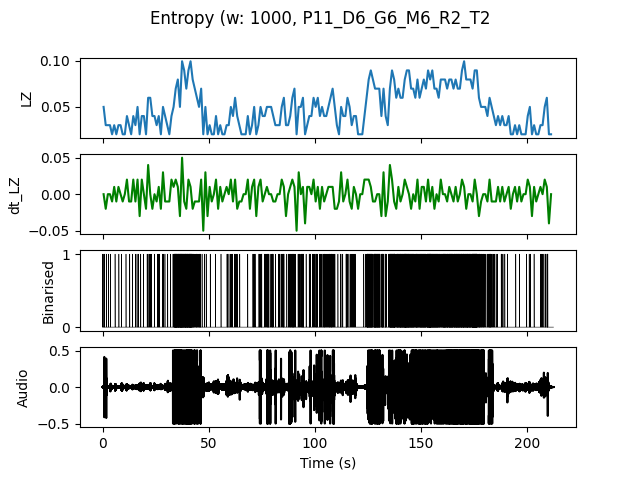 Entropy (w: 1000, P11_D6_G6_M6_R2_T2
LZ
0.10
0.05
dt_LZ
0.05
0.00
−0.05
Binarised
1
0
Audio
0.5
0.0
−0.5
0 50 100 150 200
Time (s)